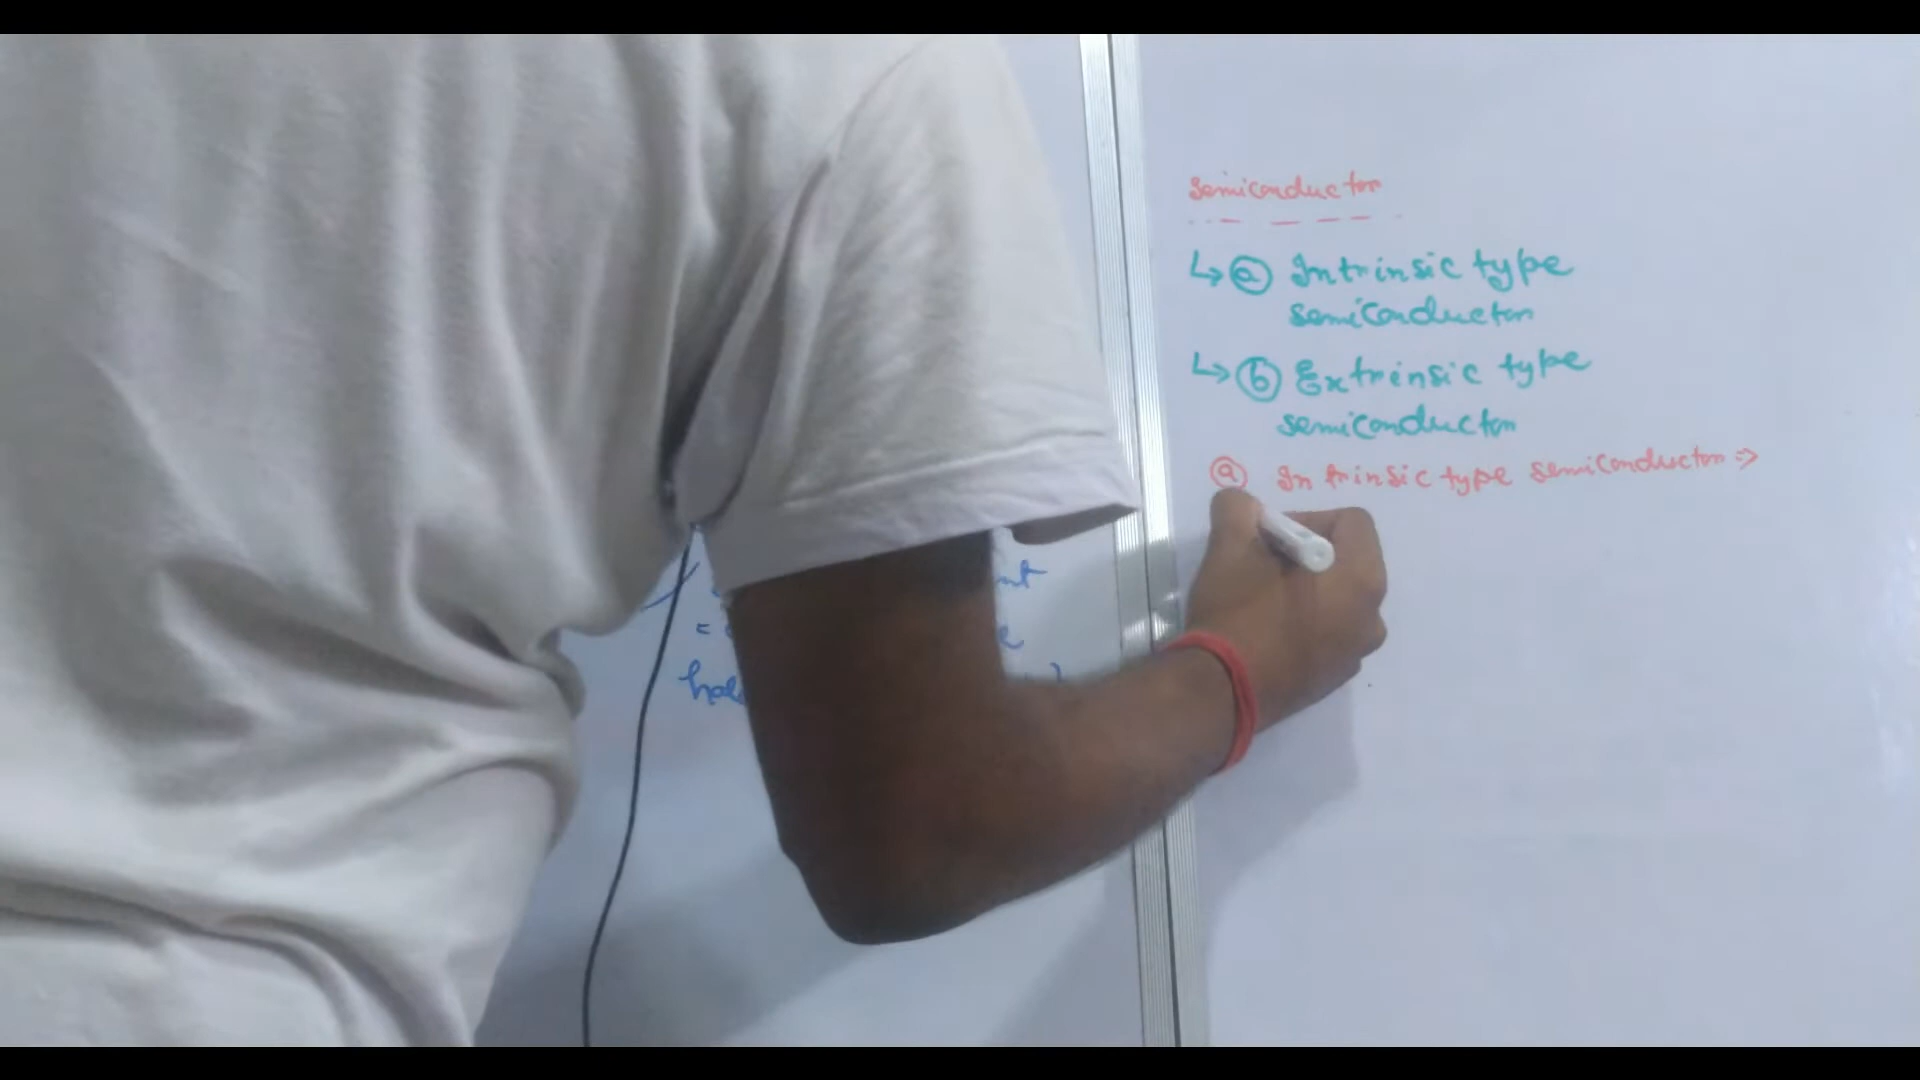 semiconductor
↳ ⓐ Intrinsic type
semiconductor
↳ ⓑ Extrinsic type
semiconductor
ⓐ Intrinsic type semiconductor ⇒